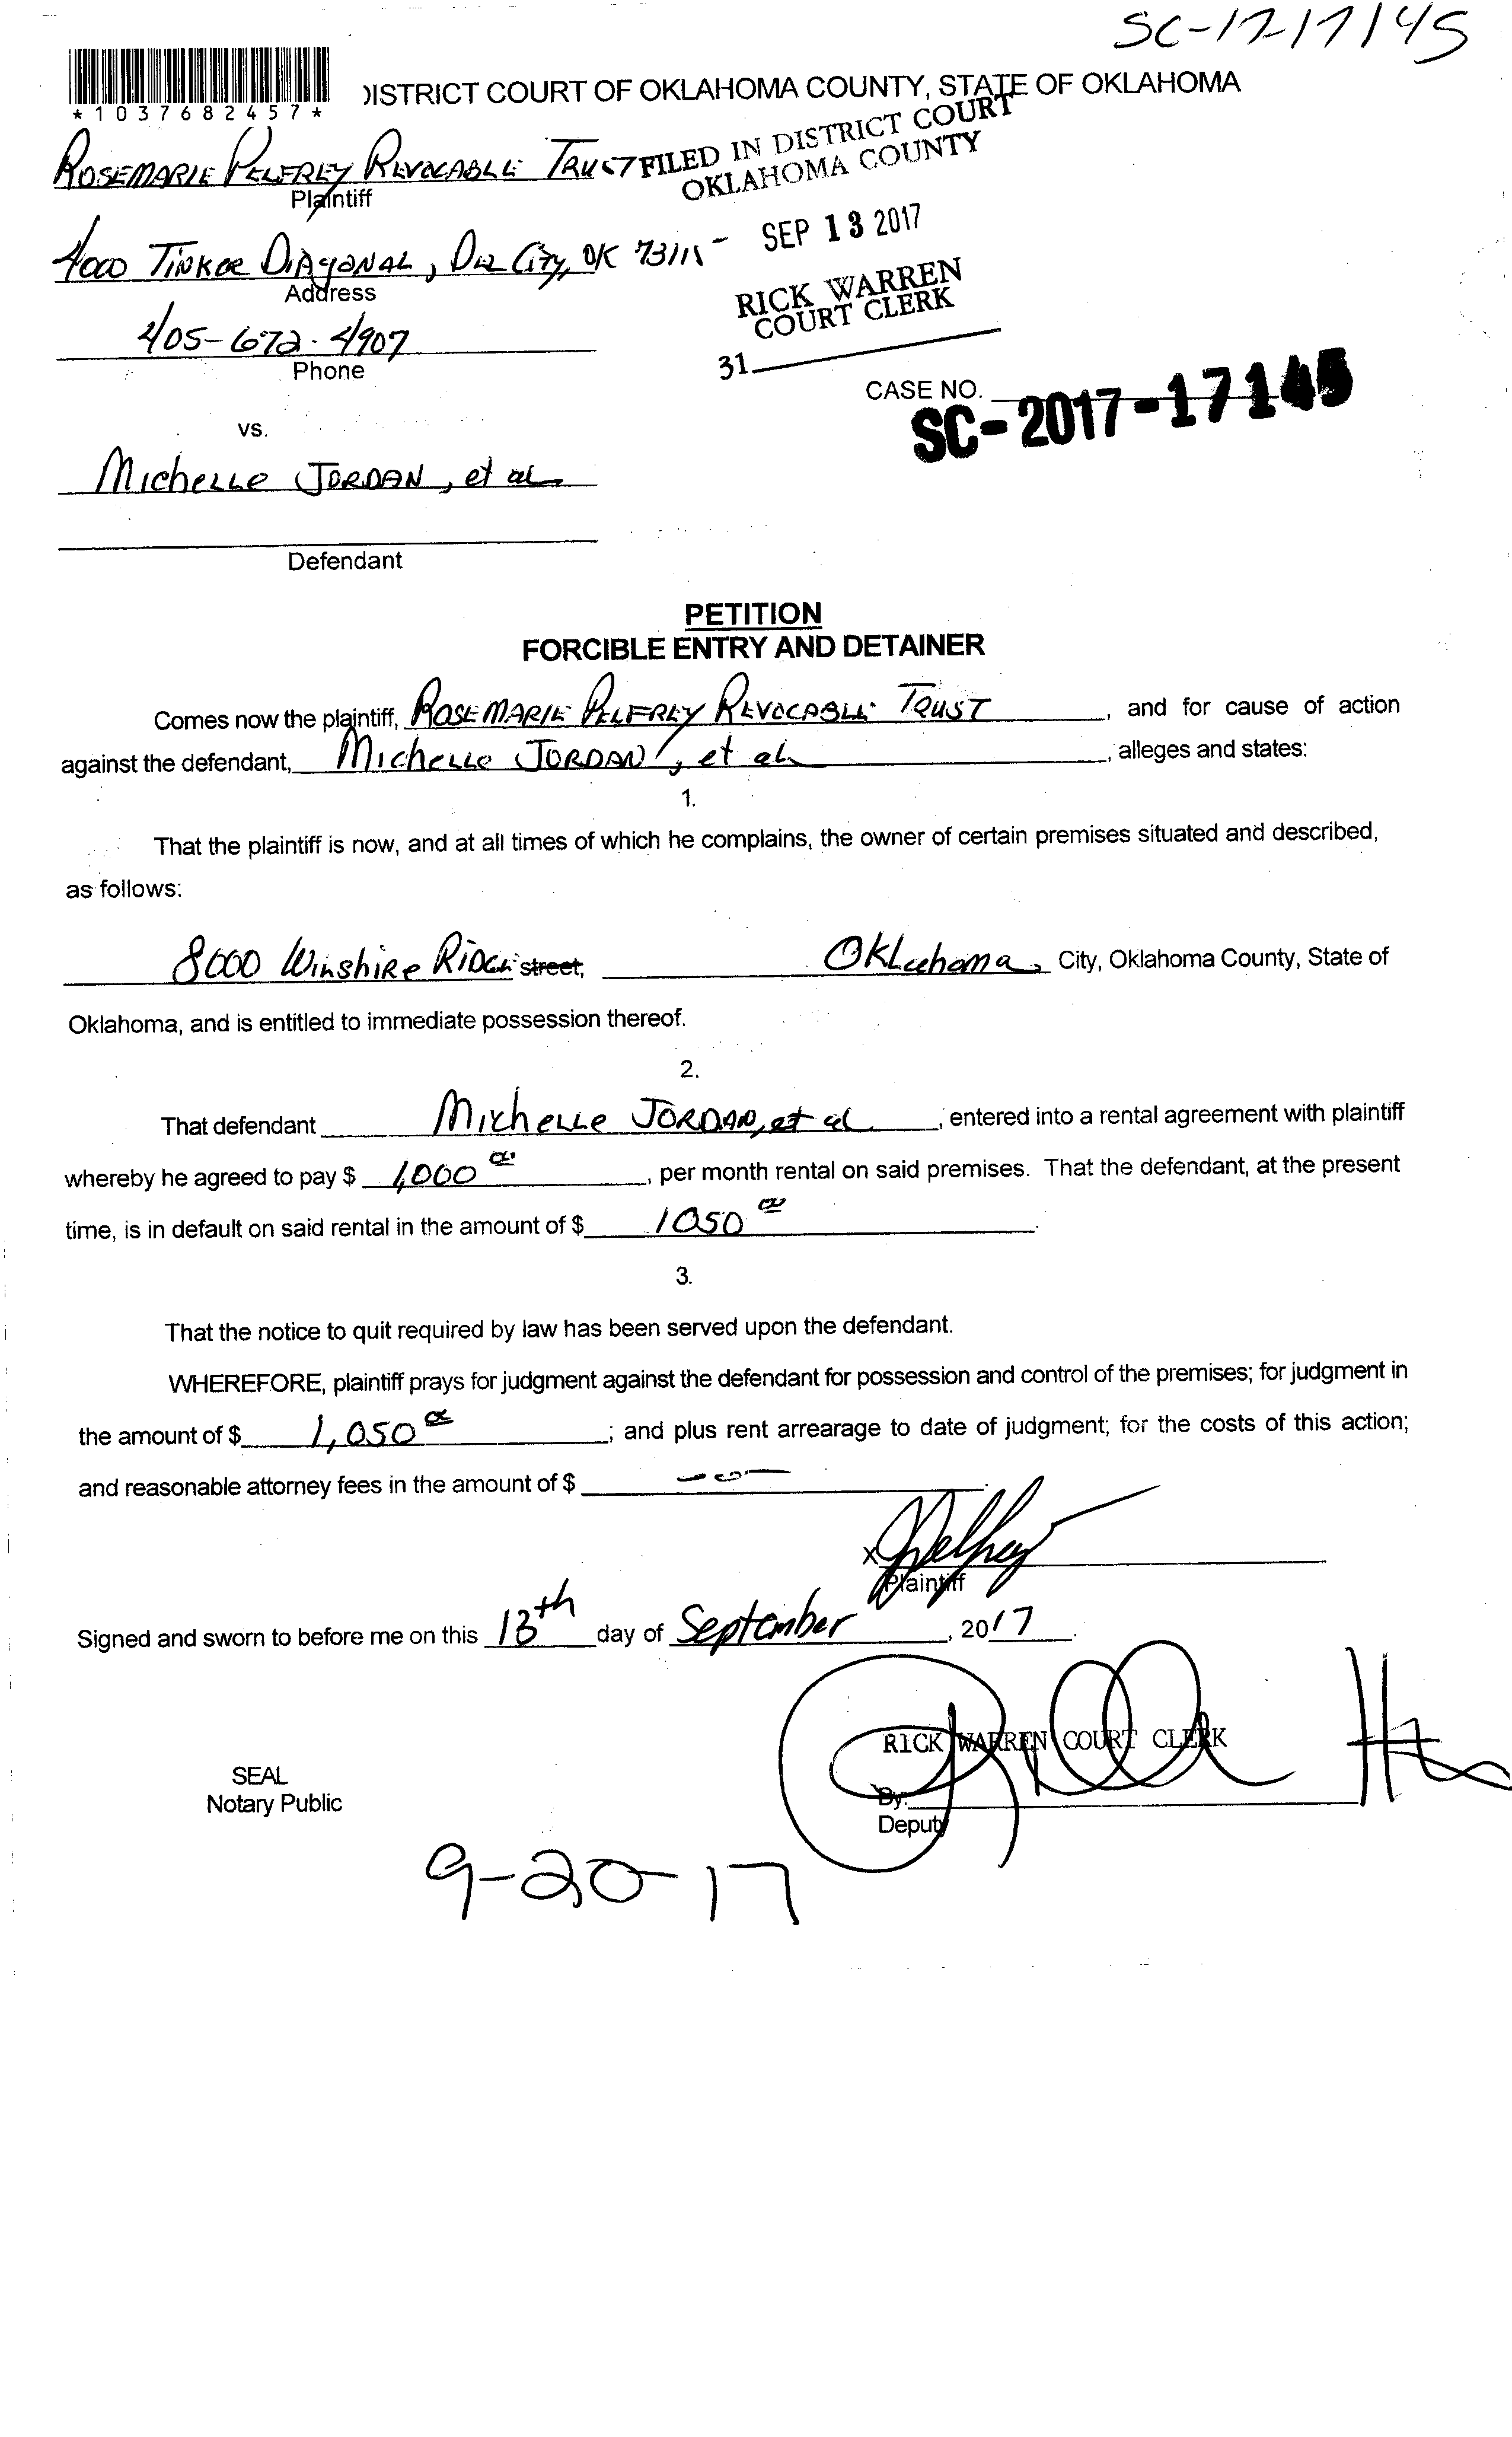 SC-17-17145
*1037682457*
DISTRICT COURT OF OKLAHOMA COUNTY, STATE OF OKLAHOMA
ROSEMARIE PELFREY REVOCABLE TRUST
Plaintiff
FILED IN DISTRICT COURT
OKLAHOMA COUNTY
SEP 13 2017
RICK WARREN
COURT CLERK
31
4000 TINKER DIAGONAL, DEL CITY, OK 73115
Address
405-672-4907
Phone
CASE NO.
SC-2017-17145
vs.
Michelle JORDAN, et al
Defendant
PETITION
FORCIBLE ENTRY AND DETAINER
Comes now the plaintiff, ROSEMARIE PELFREY REVOCABLE TRUST, and for cause of action
against the defendant, Michelle JORDAN, et al, alleges and states:
1.
That the plaintiff is now, and at all times of which he complains, the owner of certain premises situated and described,
as follows:
8600 Winshire RIDGE street, Oklahoma, City, Oklahoma County, State of
Oklahoma, and is entitled to immediate possession thereof.
2.
That defendant Michelle JORDAN, et al, entered into a rental agreement with plaintiff
whereby he agreed to pay $ 1,000, per month rental on said premises. That the defendant, at the present
time, is in default on said rental in the amount of $ 1050.
3.
That the notice to quit required by law has been served upon the defendant.
WHEREFORE, plaintiff prays for judgment against the defendant for possession and control of the premises; for judgment in
the amount of $ 1,050; and plus rent arrearage to date of judgment; for the costs of this action;
and reasonable attorney fees in the amount of $ -0-.
X
Plaintiff
Signed and sworn to before me on this 13th day of September, 2017.
RICK WARREN COURT CLERK
SEAL
Notary Public
By:
Deputy
9-20-17